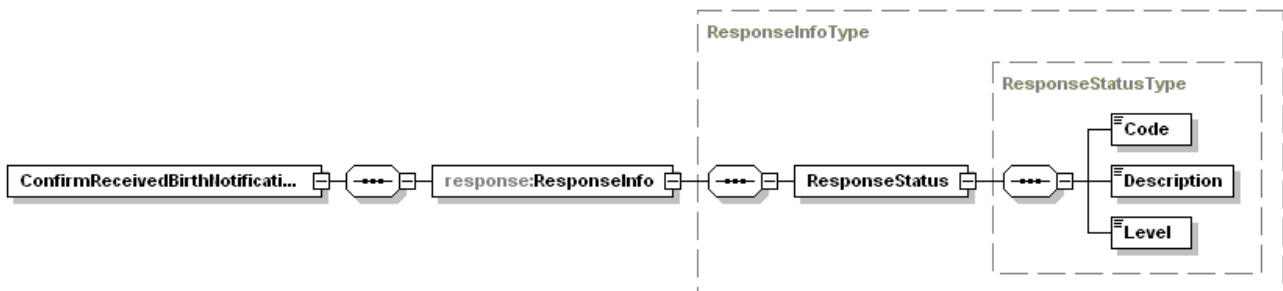 ResponseInfoType
ResponseStatusType
Code
ConfirmReceivedBirthNotificati...
response:ResponseInfo
ResponseStatus
Description
Level